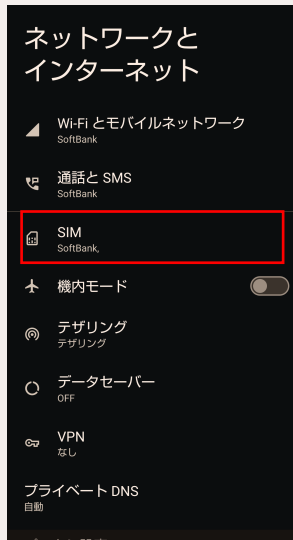 ネットワークと
インターネット
Wi-Fi とモバイルネットワーク
SoftBank
通話と SMS
SoftBank
SIM
SoftBank,
機内モード
テザリング
テザリング
データセーバー
OFF
VPN
なし
プライベート DNS
自動